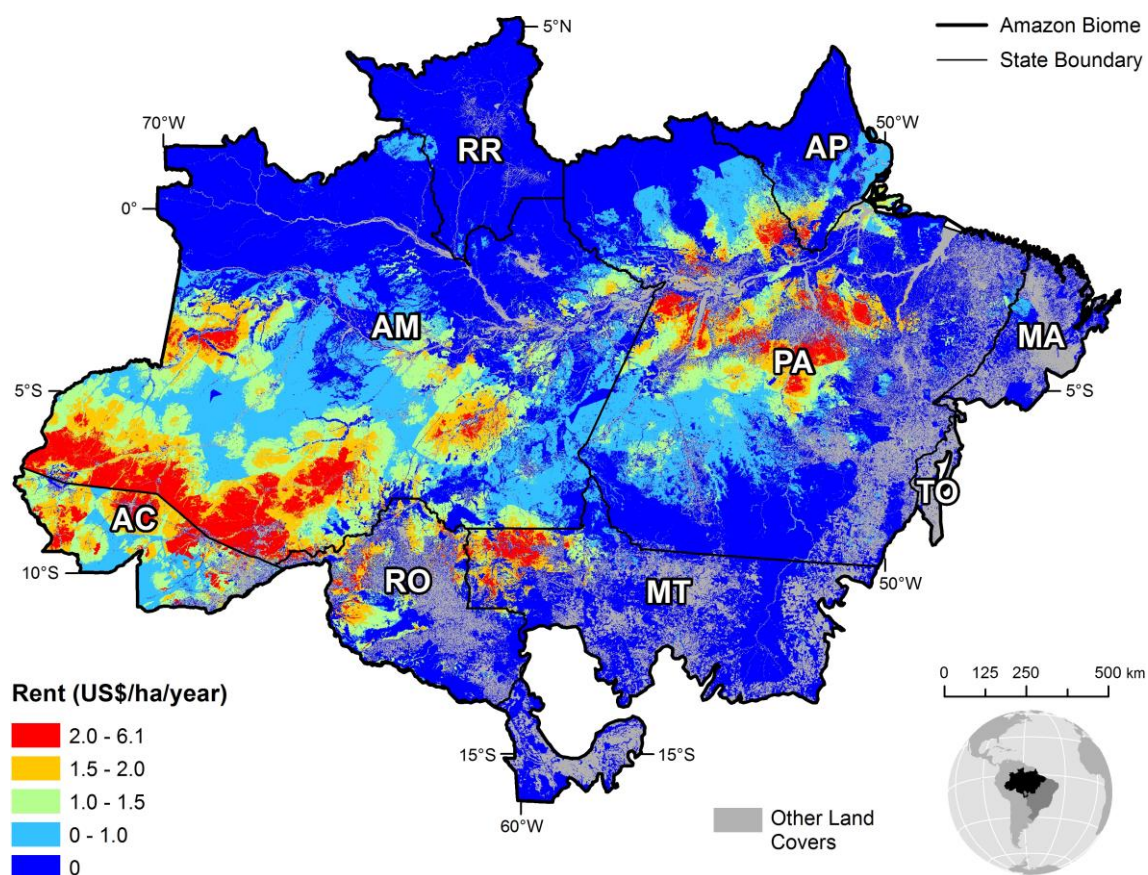 5°N
Amazon Biome
State Boundary
70°W
50°W
RR
AP
0°
AM
PA
MA
5°S
5°S
TO
AC
10°S
50°W
RO
MT
Rent (US$/ha/year)
2.0 - 6.1
1.5 - 2.0
1.0 - 1.5
0 - 1.0
0
15°S
15°S
60°W
0 125 250 500 km
Other Land
Covers